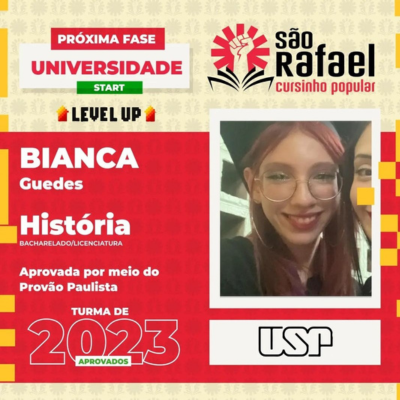 PRÓXIMA FASE
UNIVERSIDADE
START
LEVEL UP
são
Rafael
cursinho popular
BIANCA
Guedes
História
BACHARELADO/LICENCIATURA
Aprovada por meio do
Provão Paulista
TURMA DE
2023
APROVADOS
USP